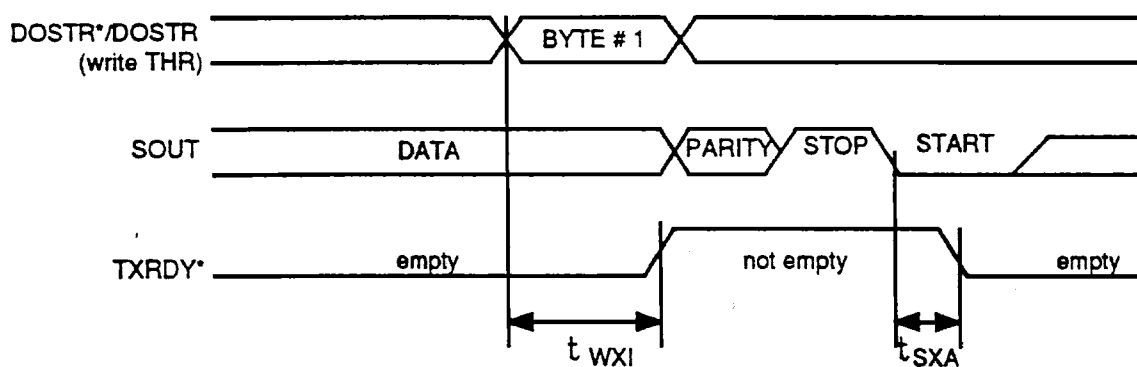 DOSTR*/DOSTR BYTE # 1
(write THR)
SOUT DATA PARITY STOP START
TXRDY* empty not empty empty
t WXI t SXA